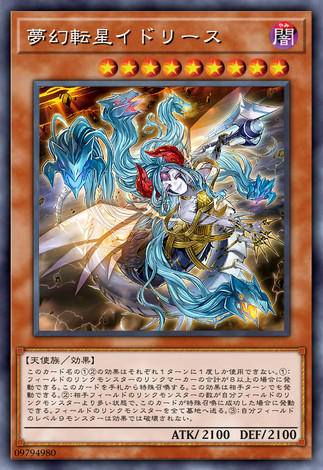 夢幻転星イドリース
やみ
闇
【天使族／効果】
このカード名の①②の効果はそれぞれ１ターンに１度しか使用できない。①：
フィールドのリンクモンスターのリンクマーカーの合計が８以上の場合に発
動できる。このカードを手札から特殊召喚する。この効果は相手ターンでも発
動できる。②：相手フィールドのリンクモンスターの数が自分フィールドのリ
ンクモンスターより多い状態で、このカードが特殊召喚に成功した場合に発動
できる。フィールドのリンクモンスターを全て墓地へ送る。③：自分フィールド
のレベル９モンスターは効果では破壊されない。
ATK/ 2100 DEF/ 2100
09794980